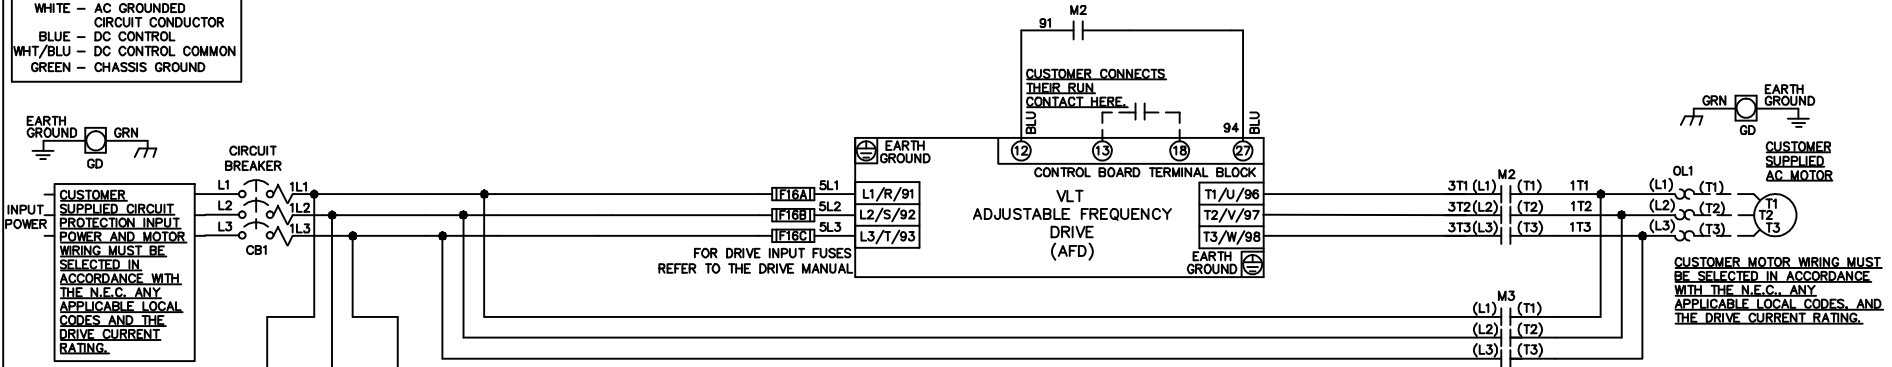 WHITE – AC GROUNDED
CIRCUIT CONDUCTOR
BLUE – DC CONTROL
WHT/BLU – DC CONTROL COMMON
GREEN – CHASSIS GROUND
EARTH
GROUND
GRN
GD
INPUT
POWER
CUSTOMER
SUPPLIED CIRCUIT
PROTECTION INPUT
POWER AND MOTOR
WIRING MUST BE
SELECTED IN
ACCORDANCE WITH
THE N.E.C. ANY
APPLICABLE LOCAL
CODES AND THE
DRIVE CURRENT
RATING.
CIRCUIT
BREAKER
L1
L2
L3
1L1
1L2
1L3
CB1
F16A
F16B
F16C
5L1
5L2
5L3
FOR DRIVE INPUT FUSES
REFER TO THE DRIVE MANUAL
M2
91
CUSTOMER CONNECTS
THEIR RUN
CONTACT HERE.
BLU
94
BLU
12
13
18
27
CONTROL BOARD TERMINAL BLOCK
EARTH
GROUND
L1/R/91
L2/S/92
L3/T/93
VLT
ADJUSTABLE FREQUENCY
DRIVE
(AFD)
T1/U/96
T2/V/97
T3/W/98
EARTH
GROUND
M2
3T1 (L1) (T1) 1T1
3T2 (L2) (T2) 1T2
3T3 (L3) (T3) 1T3
M3
(L1) (T1)
(L2) (T2)
(L3) (T3)
OL1
(L1) (T1)
(L2) (T2)
(L3) (T3)
T1
T2
T3
GRN
EARTH
GROUND
GD
CUSTOMER
SUPPLIED
AC MOTOR
CUSTOMER MOTOR WIRING MUST
BE SELECTED IN ACCORDANCE
WITH THE N.E.C., ANY
APPLICABLE LOCAL CODES, AND
THE DRIVE CURRENT RATING.